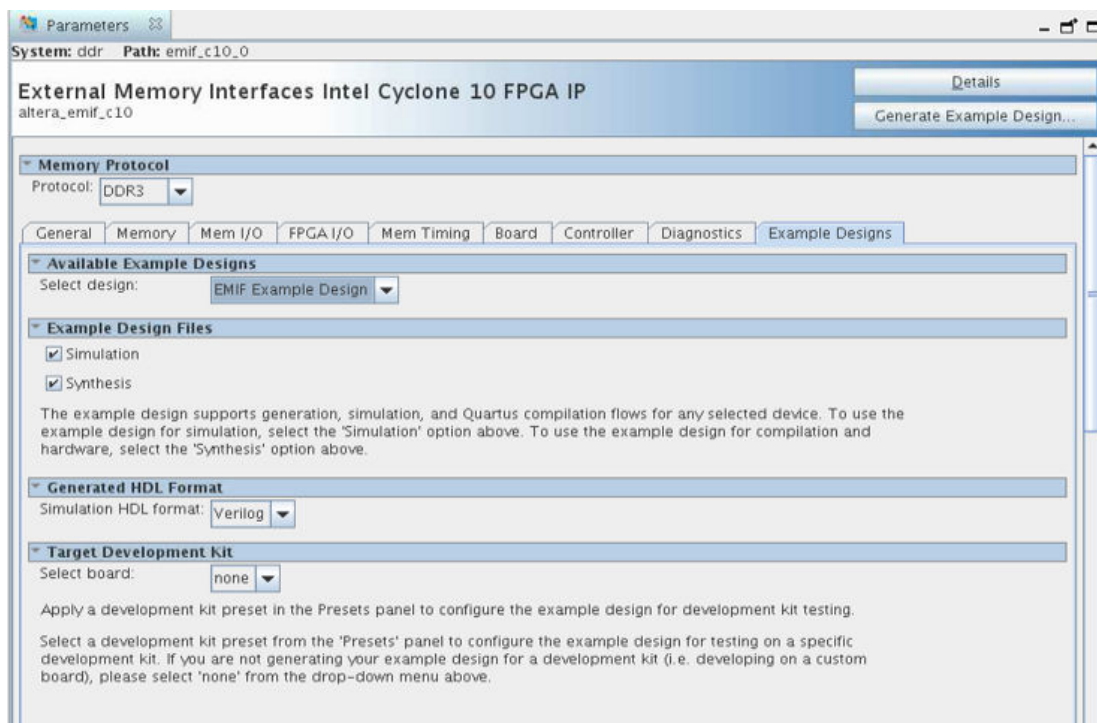 Parameters
System: ddr Path: emif_c10_0
External Memory Interfaces Intel Cyclone 10 FPGA IP
altera_emif_c10
Details
Generate Example Design...
Memory Protocol
Protocol: DDR3
General Memory Mem I/O FPGA I/O Mem Timing Board Controller Diagnostics Example Designs
Available Example Designs
Select design: EMIF Example Design
Example Design Files
Simulation
Synthesis
The example design supports generation, simulation, and Quartus compilation flows for any selected device. To use the
example design for simulation, select the 'Simulation' option above. To use the example design for compilation and
hardware, select the 'Synthesis' option above.
Generated HDL Format
Simulation HDL format: Verilog
Target Development Kit
Select board: none
Apply a development kit preset in the Presets panel to configure the example design for development kit testing.
Select a development kit preset from the 'Presets' panel to configure the example design for testing on a specific
development kit. If you are not generating your example design for a development kit (i.e. developing on a custom
board), please select 'none' from the drop-down menu above.